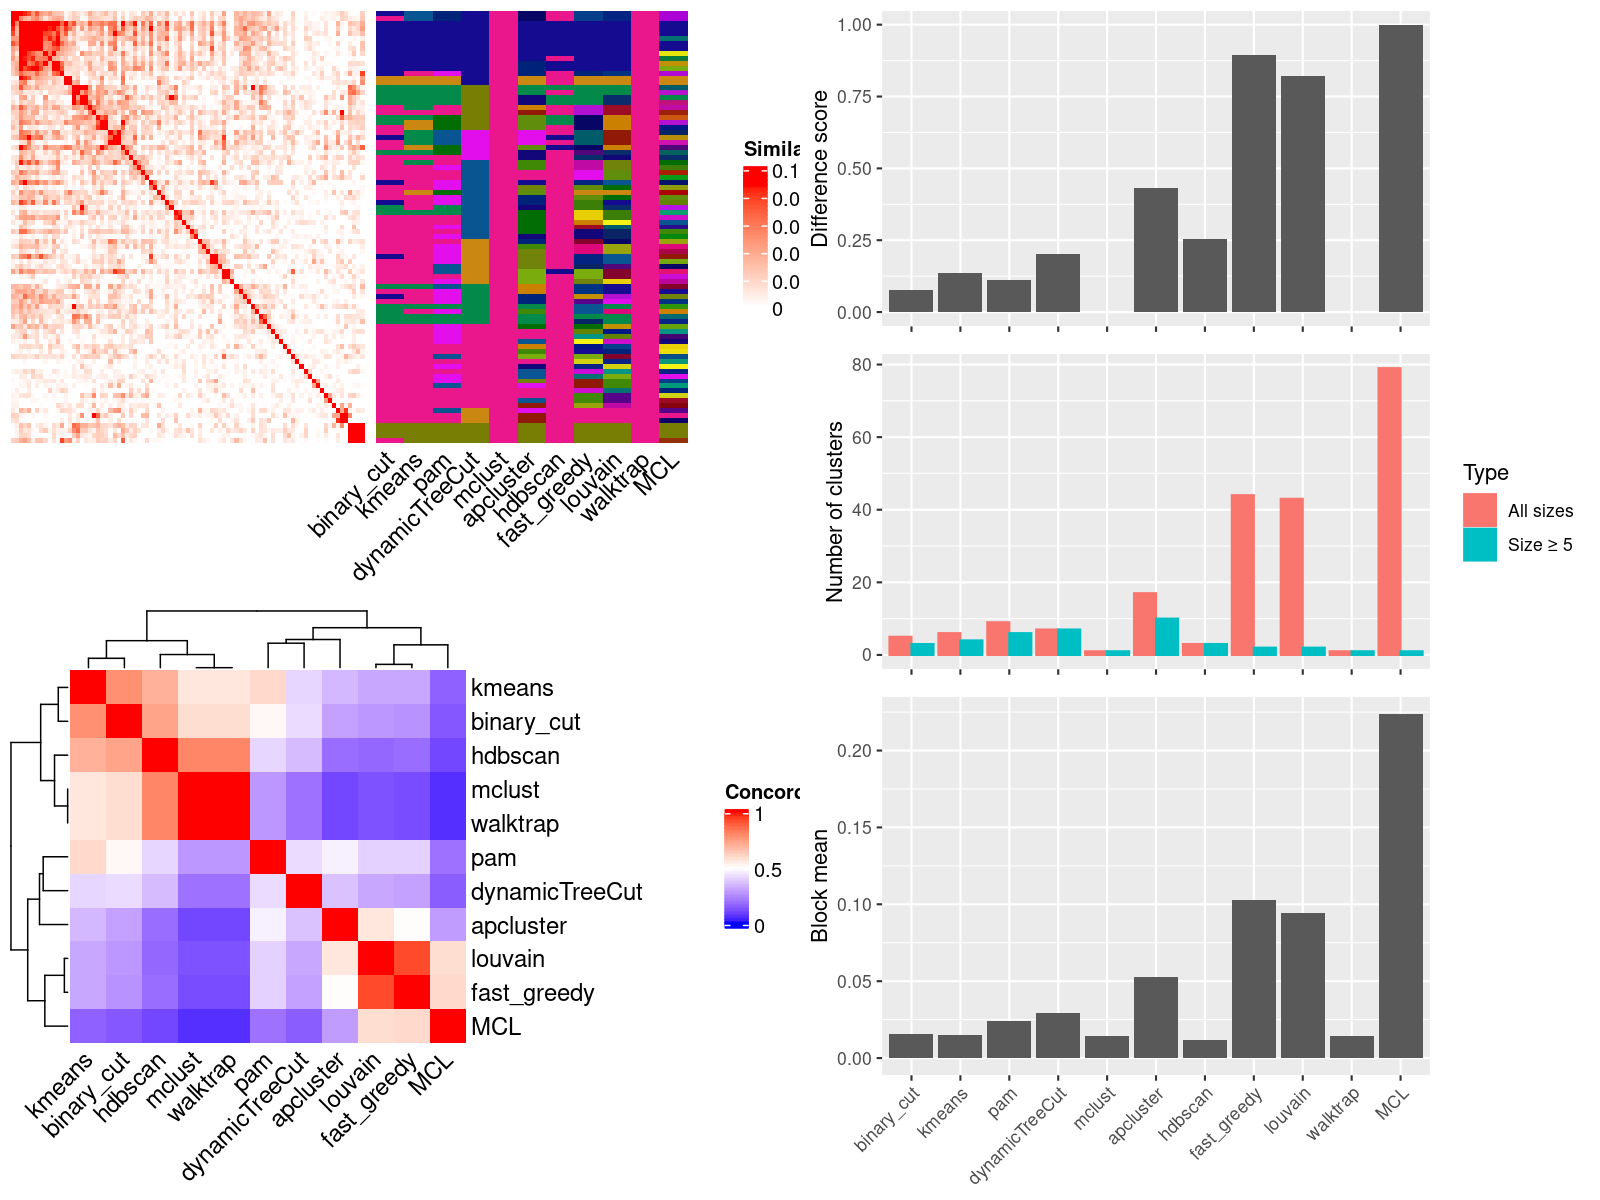 Simila
0.1
0.0
0.0
0.0
0.0
0
binary_cut
kmeans
pam
dynamicTreeCut
mclust
apcluster
hdbscan
fast_greedy
louvain
walktrap
MCL
kmeans
binary_cut
hdbscan
mclust
walktrap
pam
dynamicTreeCut
apcluster
louvain
fast_greedy
MCL
kmeans
binary_cut
hdbscan
mclust
walktrap
pam
dynamicTreeCut
apcluster
louvain
fast_greedy
MCL
Concord
1
0.5
0
Difference score
1.00
0.75
0.50
0.25
0.00
Number of clusters
80
60
40
20
0
Type
All sizes
Size ≥ 5
Block mean
0.20
0.15
0.10
0.05
0.00
binary_cut
kmeans
pam
dynamicTreeCut
mclust
apcluster
hdbscan
fast_greedy
louvain
walktrap
MCL